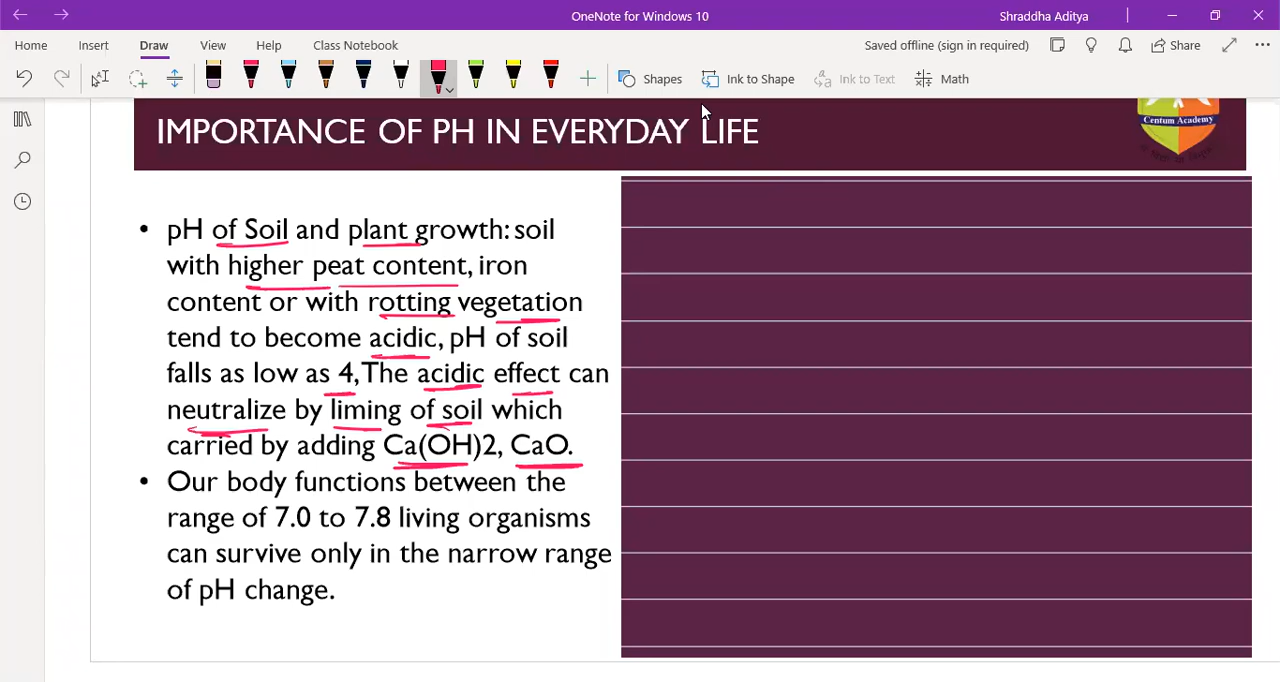 OneNote for Windows 10
Shraddha Aditya
Home
Insert
Draw
View
Help
Class Notebook
Saved offline (sign in required)
Share
Shapes
Ink to Shape
Ink to Text
Math
IMPORTANCE OF PH IN EVERYDAY LIFE
Centum Academy
• pH of Soil and plant growth: soil
with higher peat content, iron
content or with rotting vegetation
tend to become acidic, pH of soil
falls as low as 4, The acidic effect can
neutralize by liming of soil which
carried by adding Ca(OH)2, CaO.
• Our body functions between the
range of 7.0 to 7.8 living organisms
can survive only in the narrow range
of pH change.